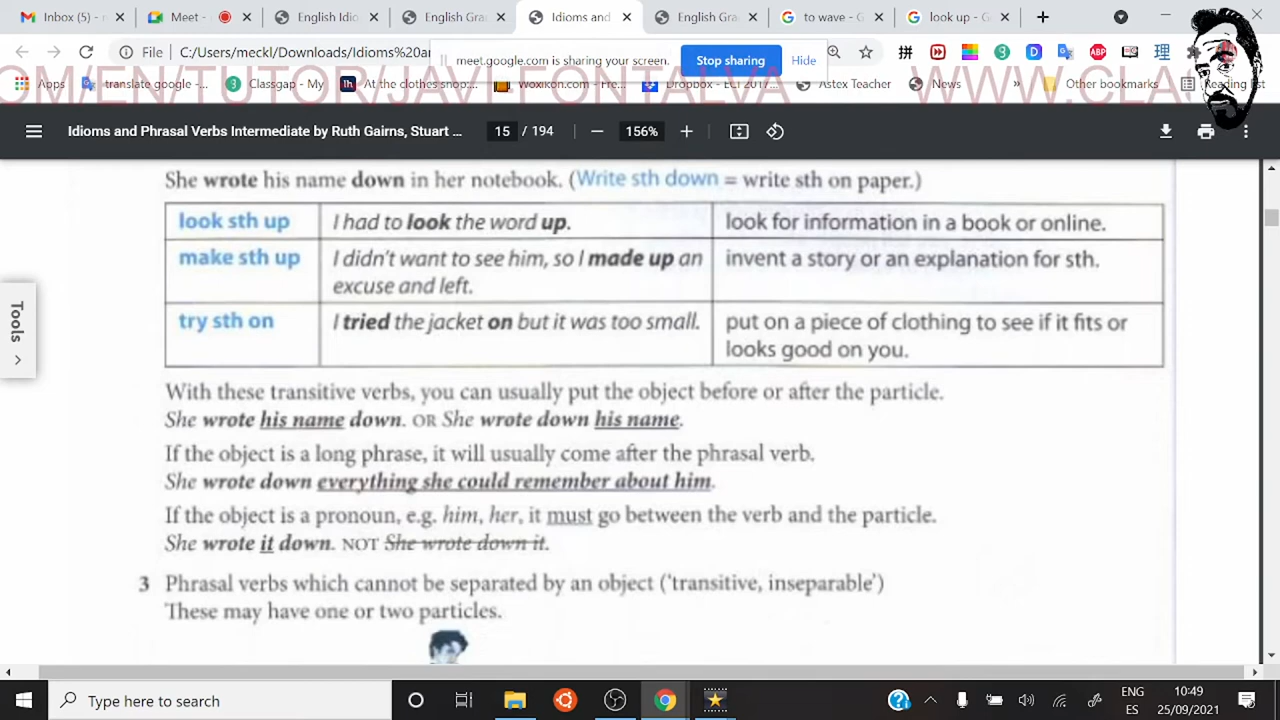 Inbox (5) -
Meet -
English Idio
English Gra
Idioms and
English Gra
to wave - G
look up - G
File
C:/Users/meckl/Downloads/Idioms%20a
meet.google.com is sharing your screen.
Stop sharing
Hide
WWW.CLA
translate google -
Clasgap - My
At the clothes shop...
Woxikon.com - Fre...
Dropbox - ECI 2017...
Astex Teacher
News
»
Other bookmarks
Reading list
Idioms and Phrasal Verbs Intermediate by Ruth Gairns, Stuart ...
15 / 194
156%
She wrote his name down in her notebook. (Write sth down = write sth on paper.)
look sth up I had to look the word up. look for information in a book or online.
make sth up I didn't want to see him, so I made up an invent a story or an explanation for sth.
excuse and left.
try sth on I tried the jacket on but it was too small. put on a piece of clothing to see if it fits or
looks good on you.
With these transitive verbs, you can usually put the object before or after the particle.
She wrote his name down. OR She wrote down his name.
If the object is a long phrase, it will usually come after the phrasal verb.
She wrote down everything she could remember about him.
If the object is a pronoun, e.g. him, her, it must go between the verb and the particle.
She wrote it down. NOT She wrote down it.
3 Phrasal verbs which cannot be separated by an object ('transitive, inseparable')
These may have one or two particles.
Tools
Type here to search
ENG
ES
10:49
25/09/2021